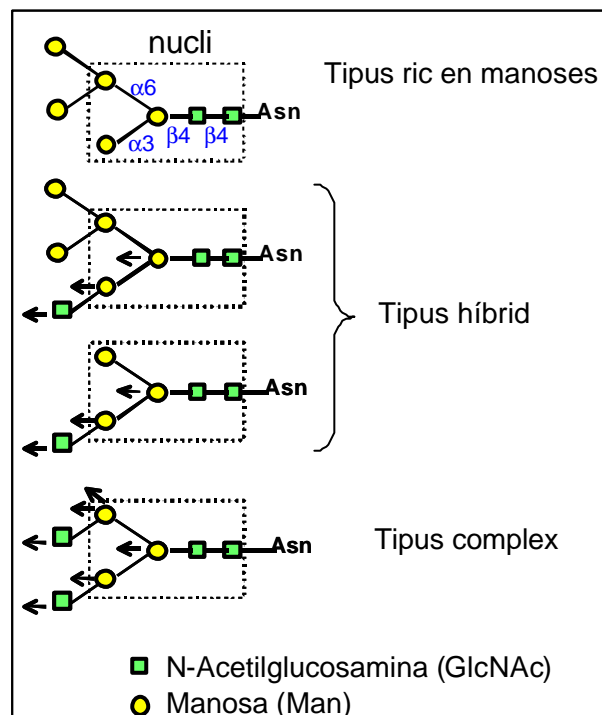 nucli
Tipus ric en manoses
α6
Asn
α3 β4 β4
Asn
Tipus híbrid
Asn
Asn
Tipus complex
N-Acetilglucosamina (GlcNAc)
Manosa (Man)